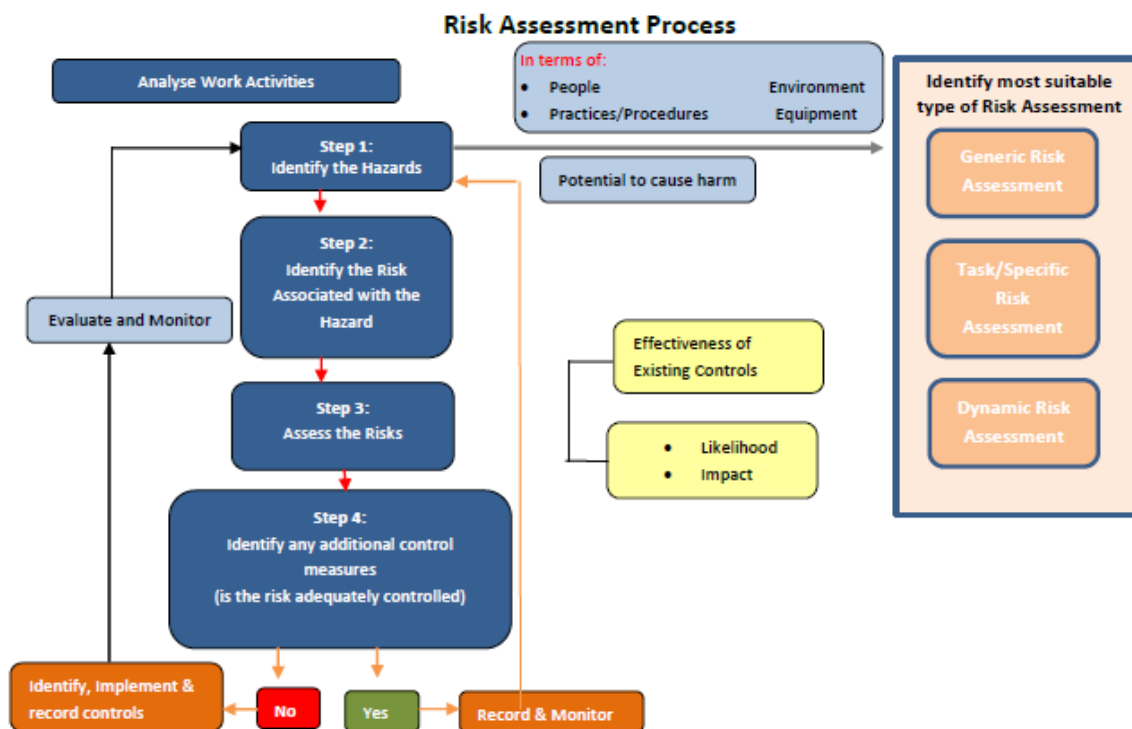 Risk Assessment Process
Analyse Work Activities
In terms of:
• People Environment
• Practices/Procedures Equipment
Identify most suitable
type of Risk Assessment
Step 1:
Identify the Hazards
Potential to cause harm
Generic Risk
Assessment
Step 2:
Identify the Risk
Associated with the
Hazard
Task/Specific
Risk
Assessment
Evaluate and Monitor
Effectiveness of
Existing Controls
Step 3:
Assess the Risks
Dynamic Risk
Assessment
• Likelihood
• Impact
Step 4:
Identify any additional control
measures
(is the risk adequately controlled)
Identify, Implement &
record controls
No
Yes
Record & Monitor